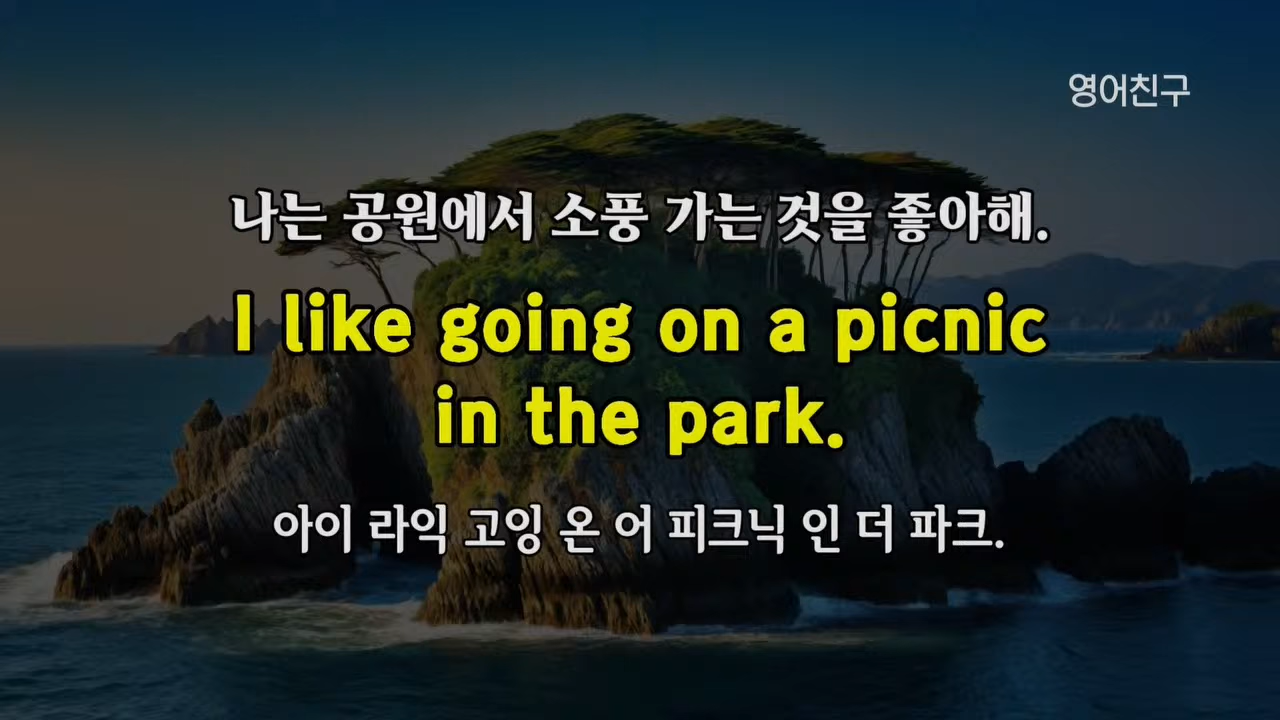 영어친구
나는 공원에서 소풍 가는 것을 좋아해.
I like going on a picnic
in the park.
아이 라익 고잉 온 어 피크닉 인 더 파크.